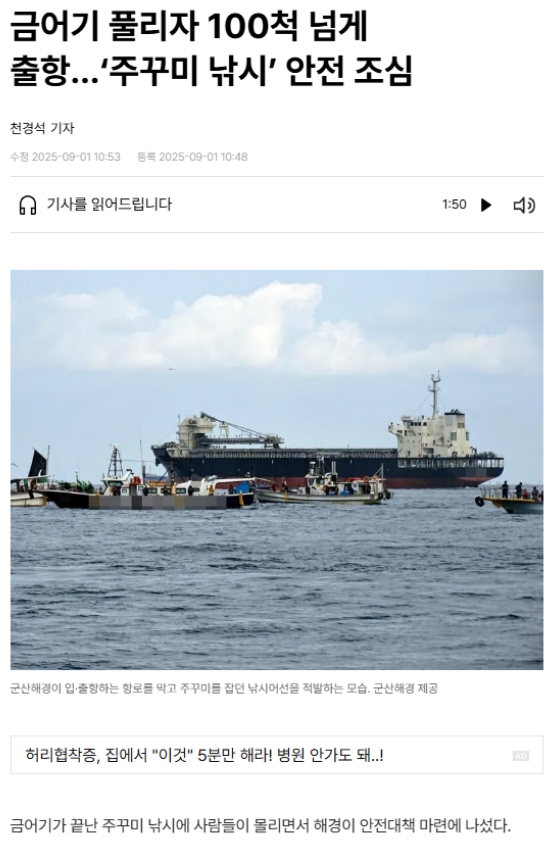 금어기 풀리자 100척 넘게
출항…‘주꾸미 낚시’ 안전 조심
천경석 기자
수정 2025-09-01 10:53 등록 2025-09-01 10:48
기사를 읽어드립니다
1:50
군산해경이 입·출항하는 항로를 막고 주꾸미를 잡던 낚시어선을 적발하는 모습. 군산해경 제공
허리협착증, 집에서 "이것" 5분만 해라! 병원 안가도 돼..!
AD
금어기가 끝난 주꾸미 낚시에 사람들이 몰리면서 해경이 안전대책 마련에 나섰다.